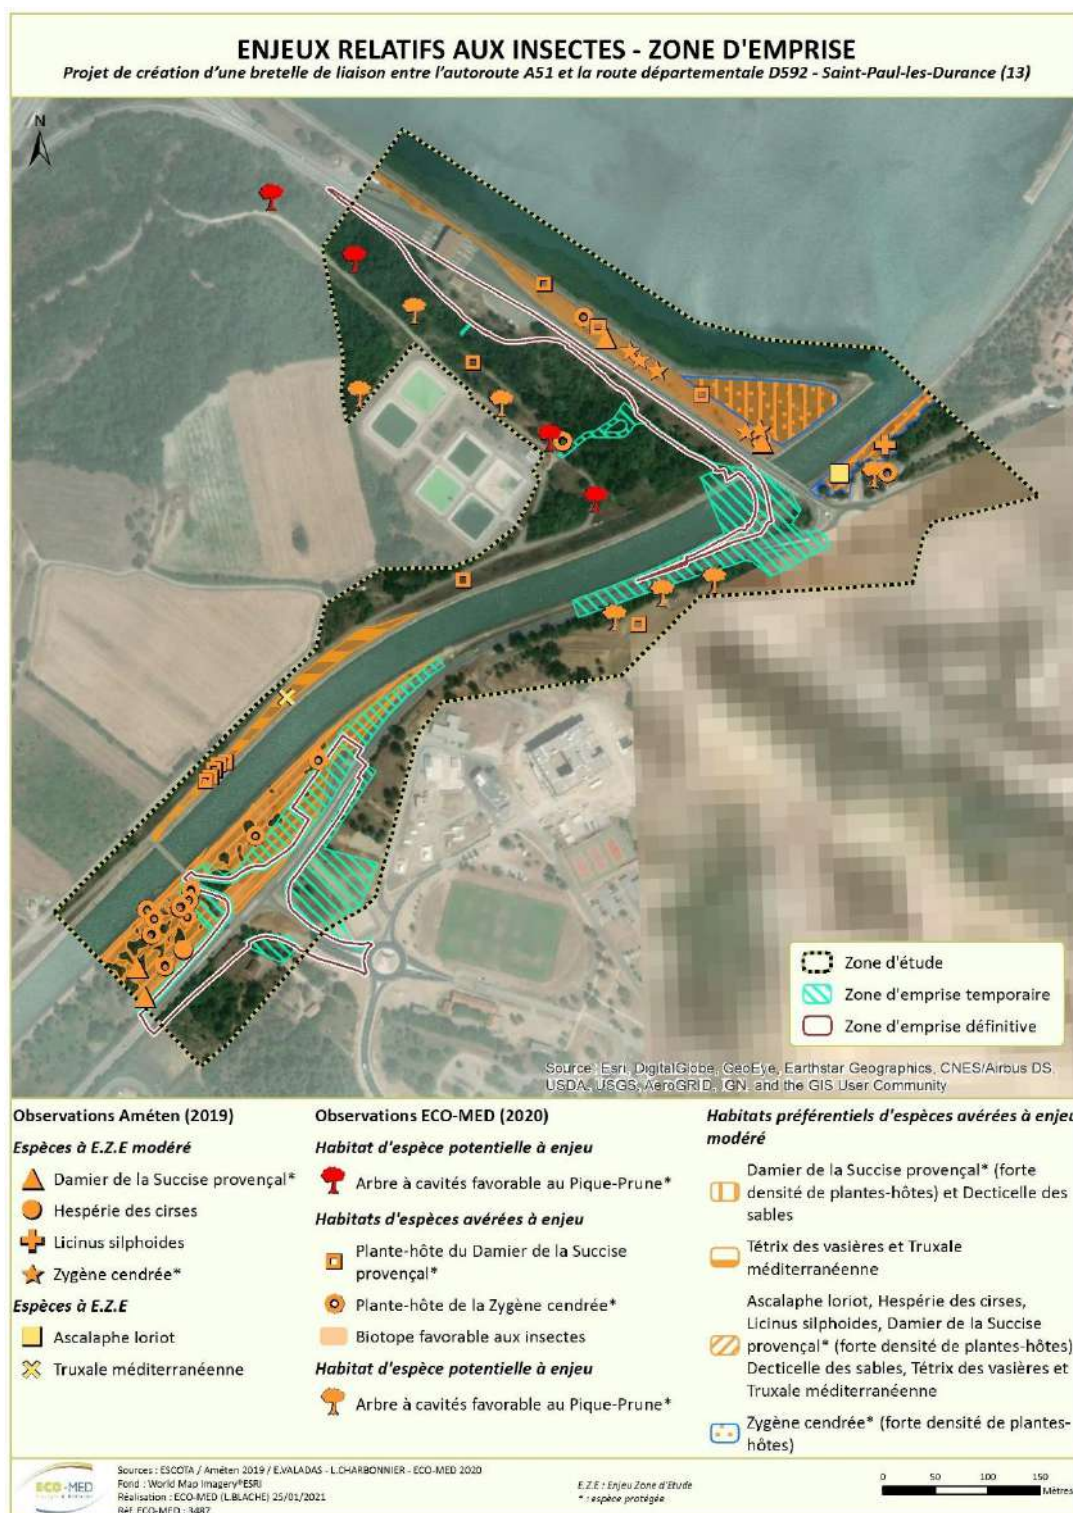 ENJEUX RELATIFS AUX INSECTES - ZONE D'EMPRISE
Projet de création d'une bretelle de liaison entre l'autoroute A51 et la route départementale D592 - Saint-Paul-les-Durance (13)
N
Zone d'étude
Zone d'emprise temporaire
Zone d'emprise définitive
Source: Esri, DigitalGlobe, GeoEye, Earthstar Geographics, CNES/Airbus DS,
USDA, USGS, AeroGRID, IGN, and the GIS User Community
Observations Améten (2019)
Espèces à E.Z.E modéré
Damier de la Succise provençal*
Hespérie des cirses
Licinus silphoides
Zygène cendrée*
Espèces à E.Z.E
Ascalaphe loriot
Truxale méditerranéenne
Observations ECO-MED (2020)
Habitat d'espèce potentielle à enjeu
Arbre à cavités favorable au Pique-Prune*
Habitats d'espèces avérées à enjeu
Plante-hôte du Damier de la Succise
provençal*
Plante-hôte de la Zygène cendrée*
Biotope favorable aux insectes
Habitat d'espèce potentielle à enjeu
Arbre à cavités favorable au Pique-Prune*
Habitats préférentiels d'espèces avérées à enjeu
modéré
Damier de la Succise provençal* (forte
densité de plantes-hôtes) et Decticelle des
sables
Tétrix des vasières et Truxale
méditerranéenne
Ascalaphe loriot, Hespérie des cirses,
Licinus silphoides, Damier de la Succise
provençal* (forte densité de plantes-hôtes)
Decticelle des sables, Tétrix des vasières et
Truxale méditerranéenne
Zygène cendrée* (forte densité de plantes-
hôtes)
ECO-MED
Sources : ESCOTA / Améten 2019 / E.VALADAS - L.CHARBONNIER - ECO-MED 2020
Fond : World Map Imagery®ESRI
Réalisation : ECO-MED (L.BLACHE) 25/01/2021
Réf. ECO-MED : 3487
E.Z.E : Enjeu Zone d'Etude
* : espèce protégée
0 50 100 150
Mètres